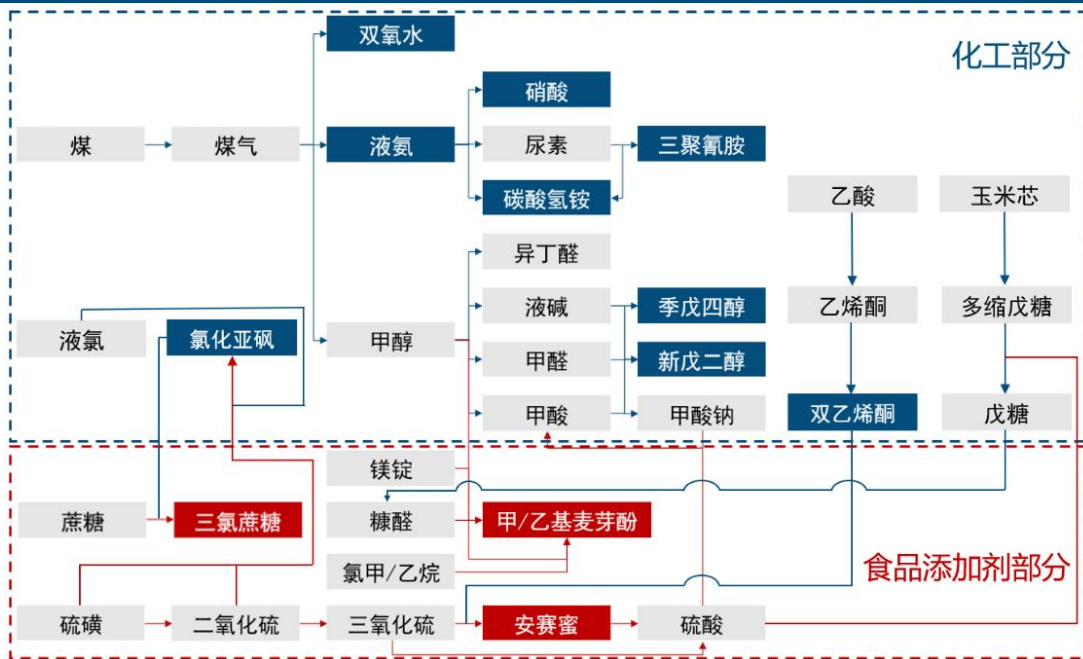 双氧水
化工部分
硝酸
煤
煤气
液氨
尿素
三聚氰胺
碳酸氢铵
乙酸
玉米芯
异丁醛
液碱
季戊四醇
乙烯酮
多缩戊糖
液氯
氯化亚砜
甲醇
甲醛
新戊二醇
甲酸
甲酸钠
双乙烯酮
戊糖
镁锭
蔗糖
三氯蔗糖
糠醛
甲/乙基麦芽酚
氯甲/乙烷
食品添加剂部分
硫磺
二氧化硫
三氧化硫
安赛蜜
硫酸